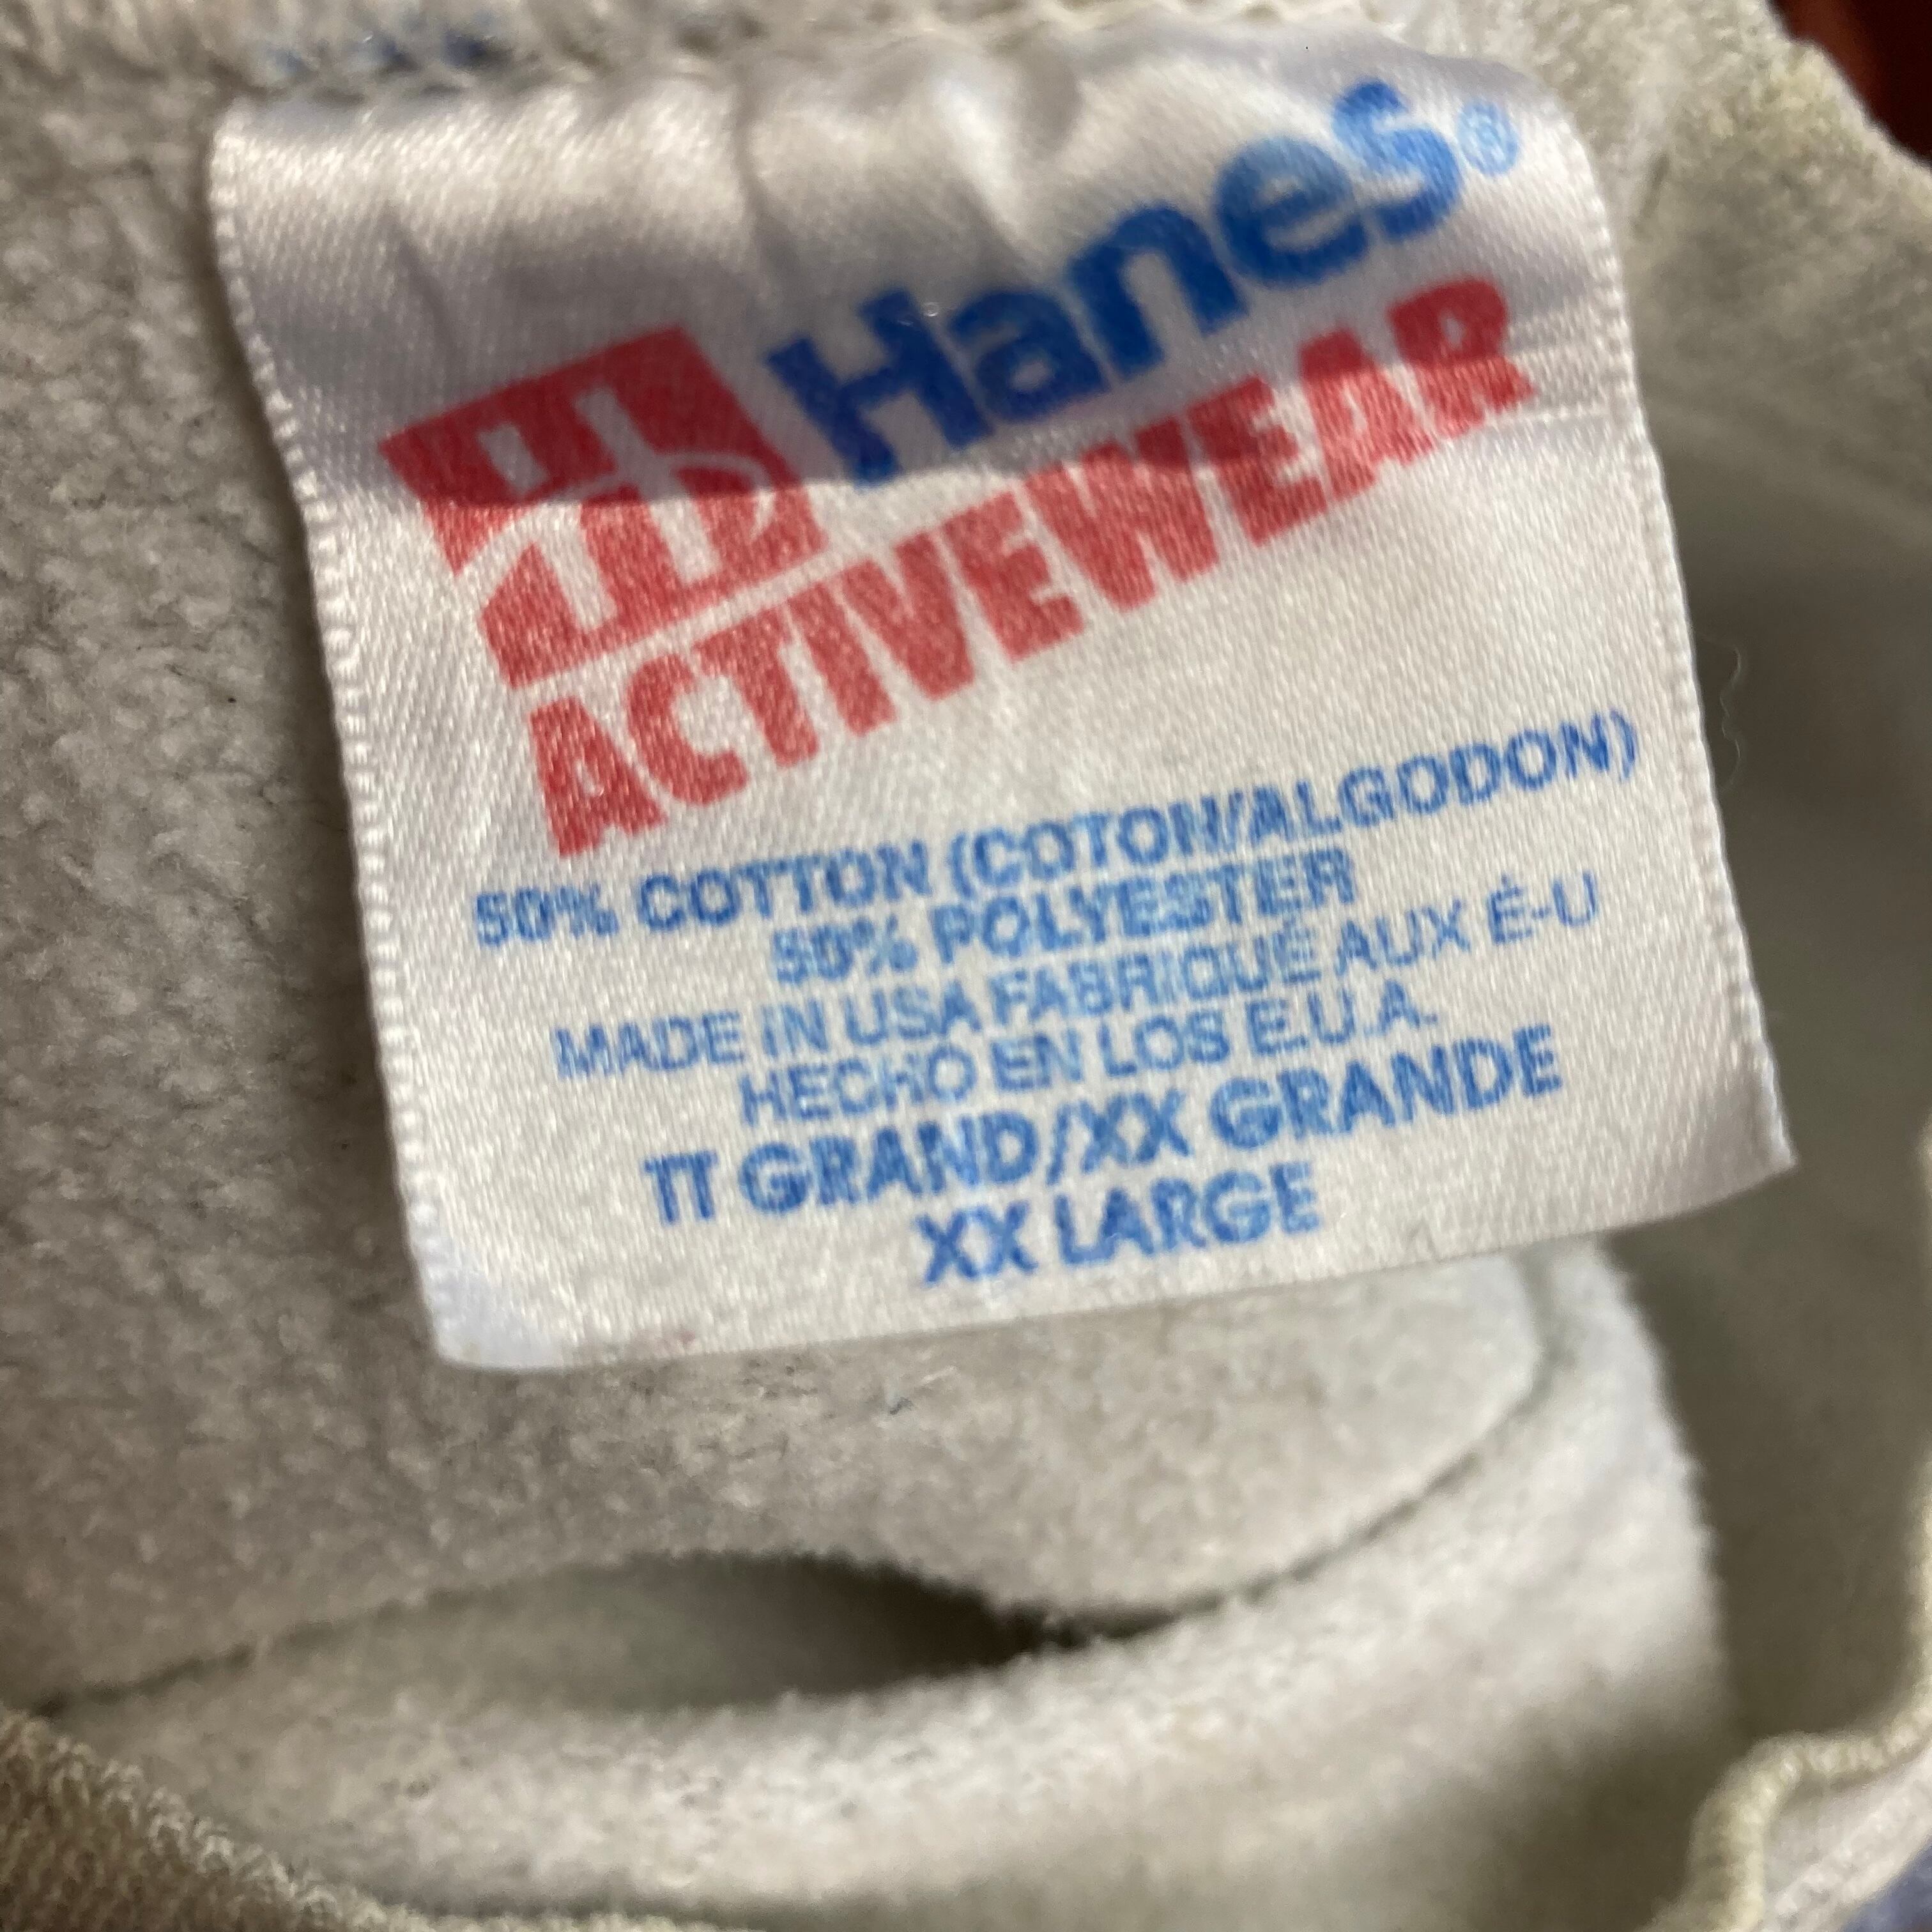 Hanes®
ACTIVEWEAR
50% COTTON (COTON/ALGODON)
50% POLYESTER
MADE IN USA FABRIQUÉ AUX É-U
HECHO EN LOS E.U.A.
TT GRAND/XX GRANDE
XX LARGE